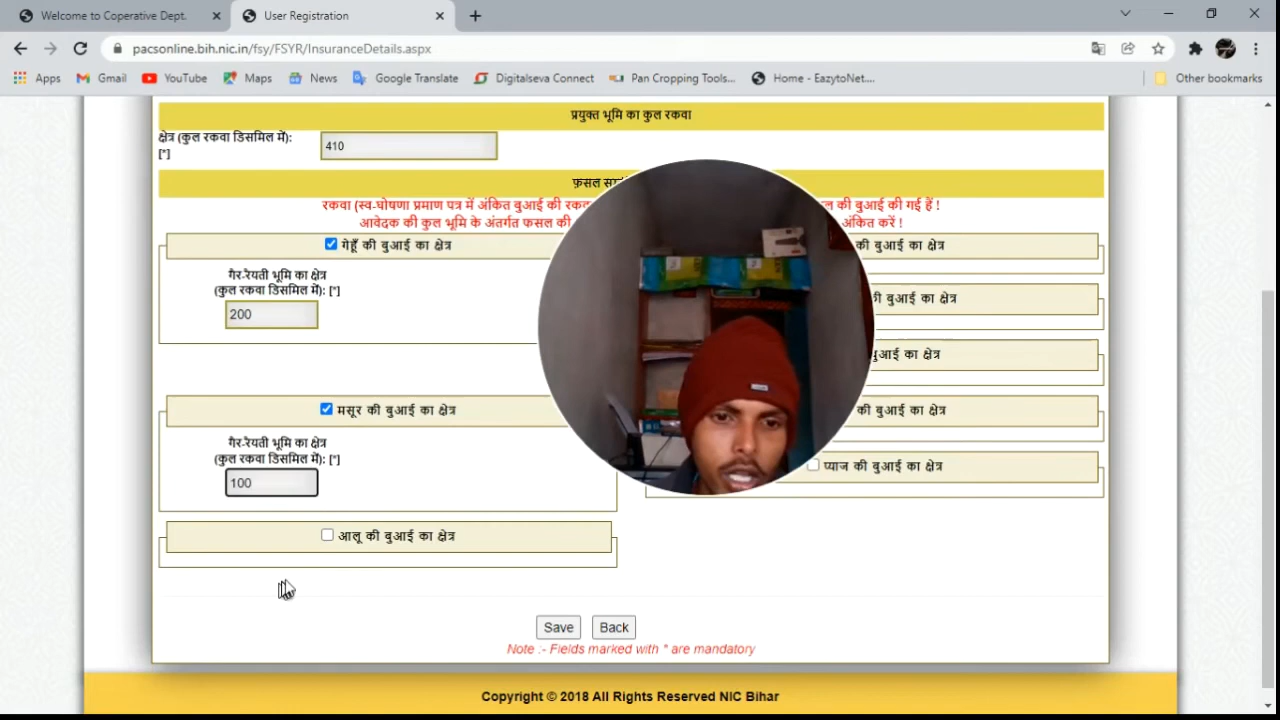 Welcome to Coperative Dept.
User Registration
pacsonline.bih.nic.in/fsy/FSYR/InsuranceDetails.aspx
Apps Gmail YouTube Maps News Google Translate Digitalseva Connect Pan Cropping Tools... Home - EazytoNet.... Other bookmarks
प्रयुक्त भूमि का कुल रकवा
क्षेत्र (कुल रकवा डिसमिल में):
[*]
410
फ़सल
रकवा (स्व-घोषणा प्रमाण पत्र में अंकित बुआई की की बुआई की गई हैं !
आवेदक की कुल भूमि के अंतर्गत फसल की अंकित करें !
गेहूँ की बुआई का क्षेत्र
की बुआई का क्षेत्र
गैर-रैयती भूमि का क्षेत्र
(कुल रकवा डिसमिल में): [*]
200
बुआई का क्षेत्र
का क्षेत्र
मसूर की बुआई का क्षेत्र
की बुआई का क्षेत्र
गैर-रैयती भूमि का क्षेत्र
(कुल रकवा डिसमिल में): [*]
100
प्याज की बुआई का क्षेत्र
आलू की बुआई का क्षेत्र
Save Back
Note :- Fields marked with * are mandatory
Copyright © 2018 All Rights Reserved NIC Bihar